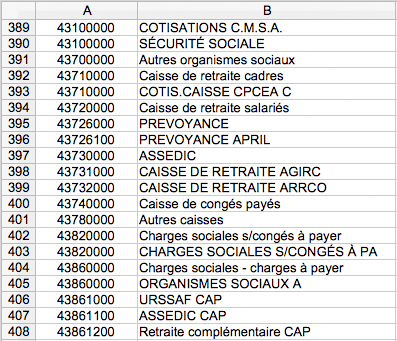 A B
389 43100000 COTISATIONS C.M.S.A.
390 43100000 SÉCURITÉ SOCIALE
391 43700000 Autres organismes sociaux
392 43710000 Caisse de retraite cadres
393 43710000 COTIS.CAISSE CPCEA C
394 43720000 Caisse de retraite salariés
395 43726000 PREVOYANCE
396 43726100 PREVOYANCE APRIL
397 43730000 ASSEDIC
398 43731000 CAISSE DE RETRAITE AGIRC
399 43732000 CAISSE DE RETRAITE ARRCO
400 43740000 Caisse de congés payés
401 43780000 Autres caisses
402 43820000 Charges sociales s/congés à payer
403 43820000 CHARGES SOCIALES S/CONGÉS À PA
404 43860000 Charges sociales - charges à payer
405 43860000 ORGANISMES SOCIAUX A
406 43861000 URSSAF CAP
407 43861100 ASSEDIC CAP
408 43861200 Retraite complémentaire CAP